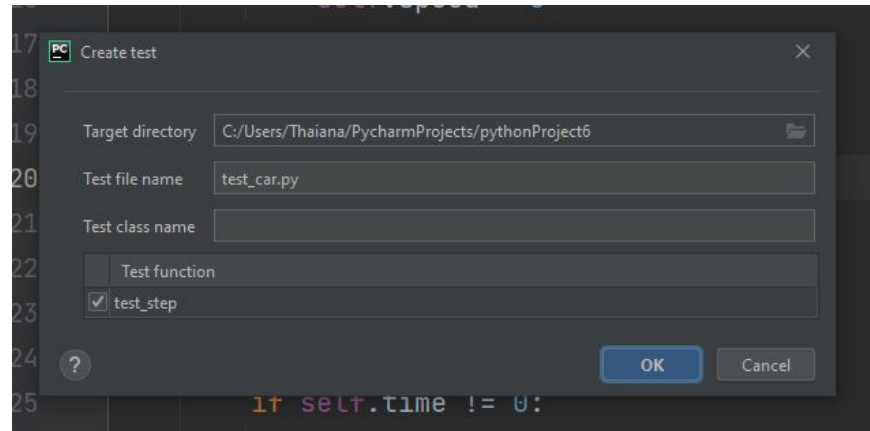 17 PC Create test
18
19 Target directory C:/Users/Thaiana/PycharmProjects/pythonProject6
20 Test file name test_car.py
21 Test class name
22 Test function
23 test_step
24 ? OK Cancel
25 if self.time != 0: